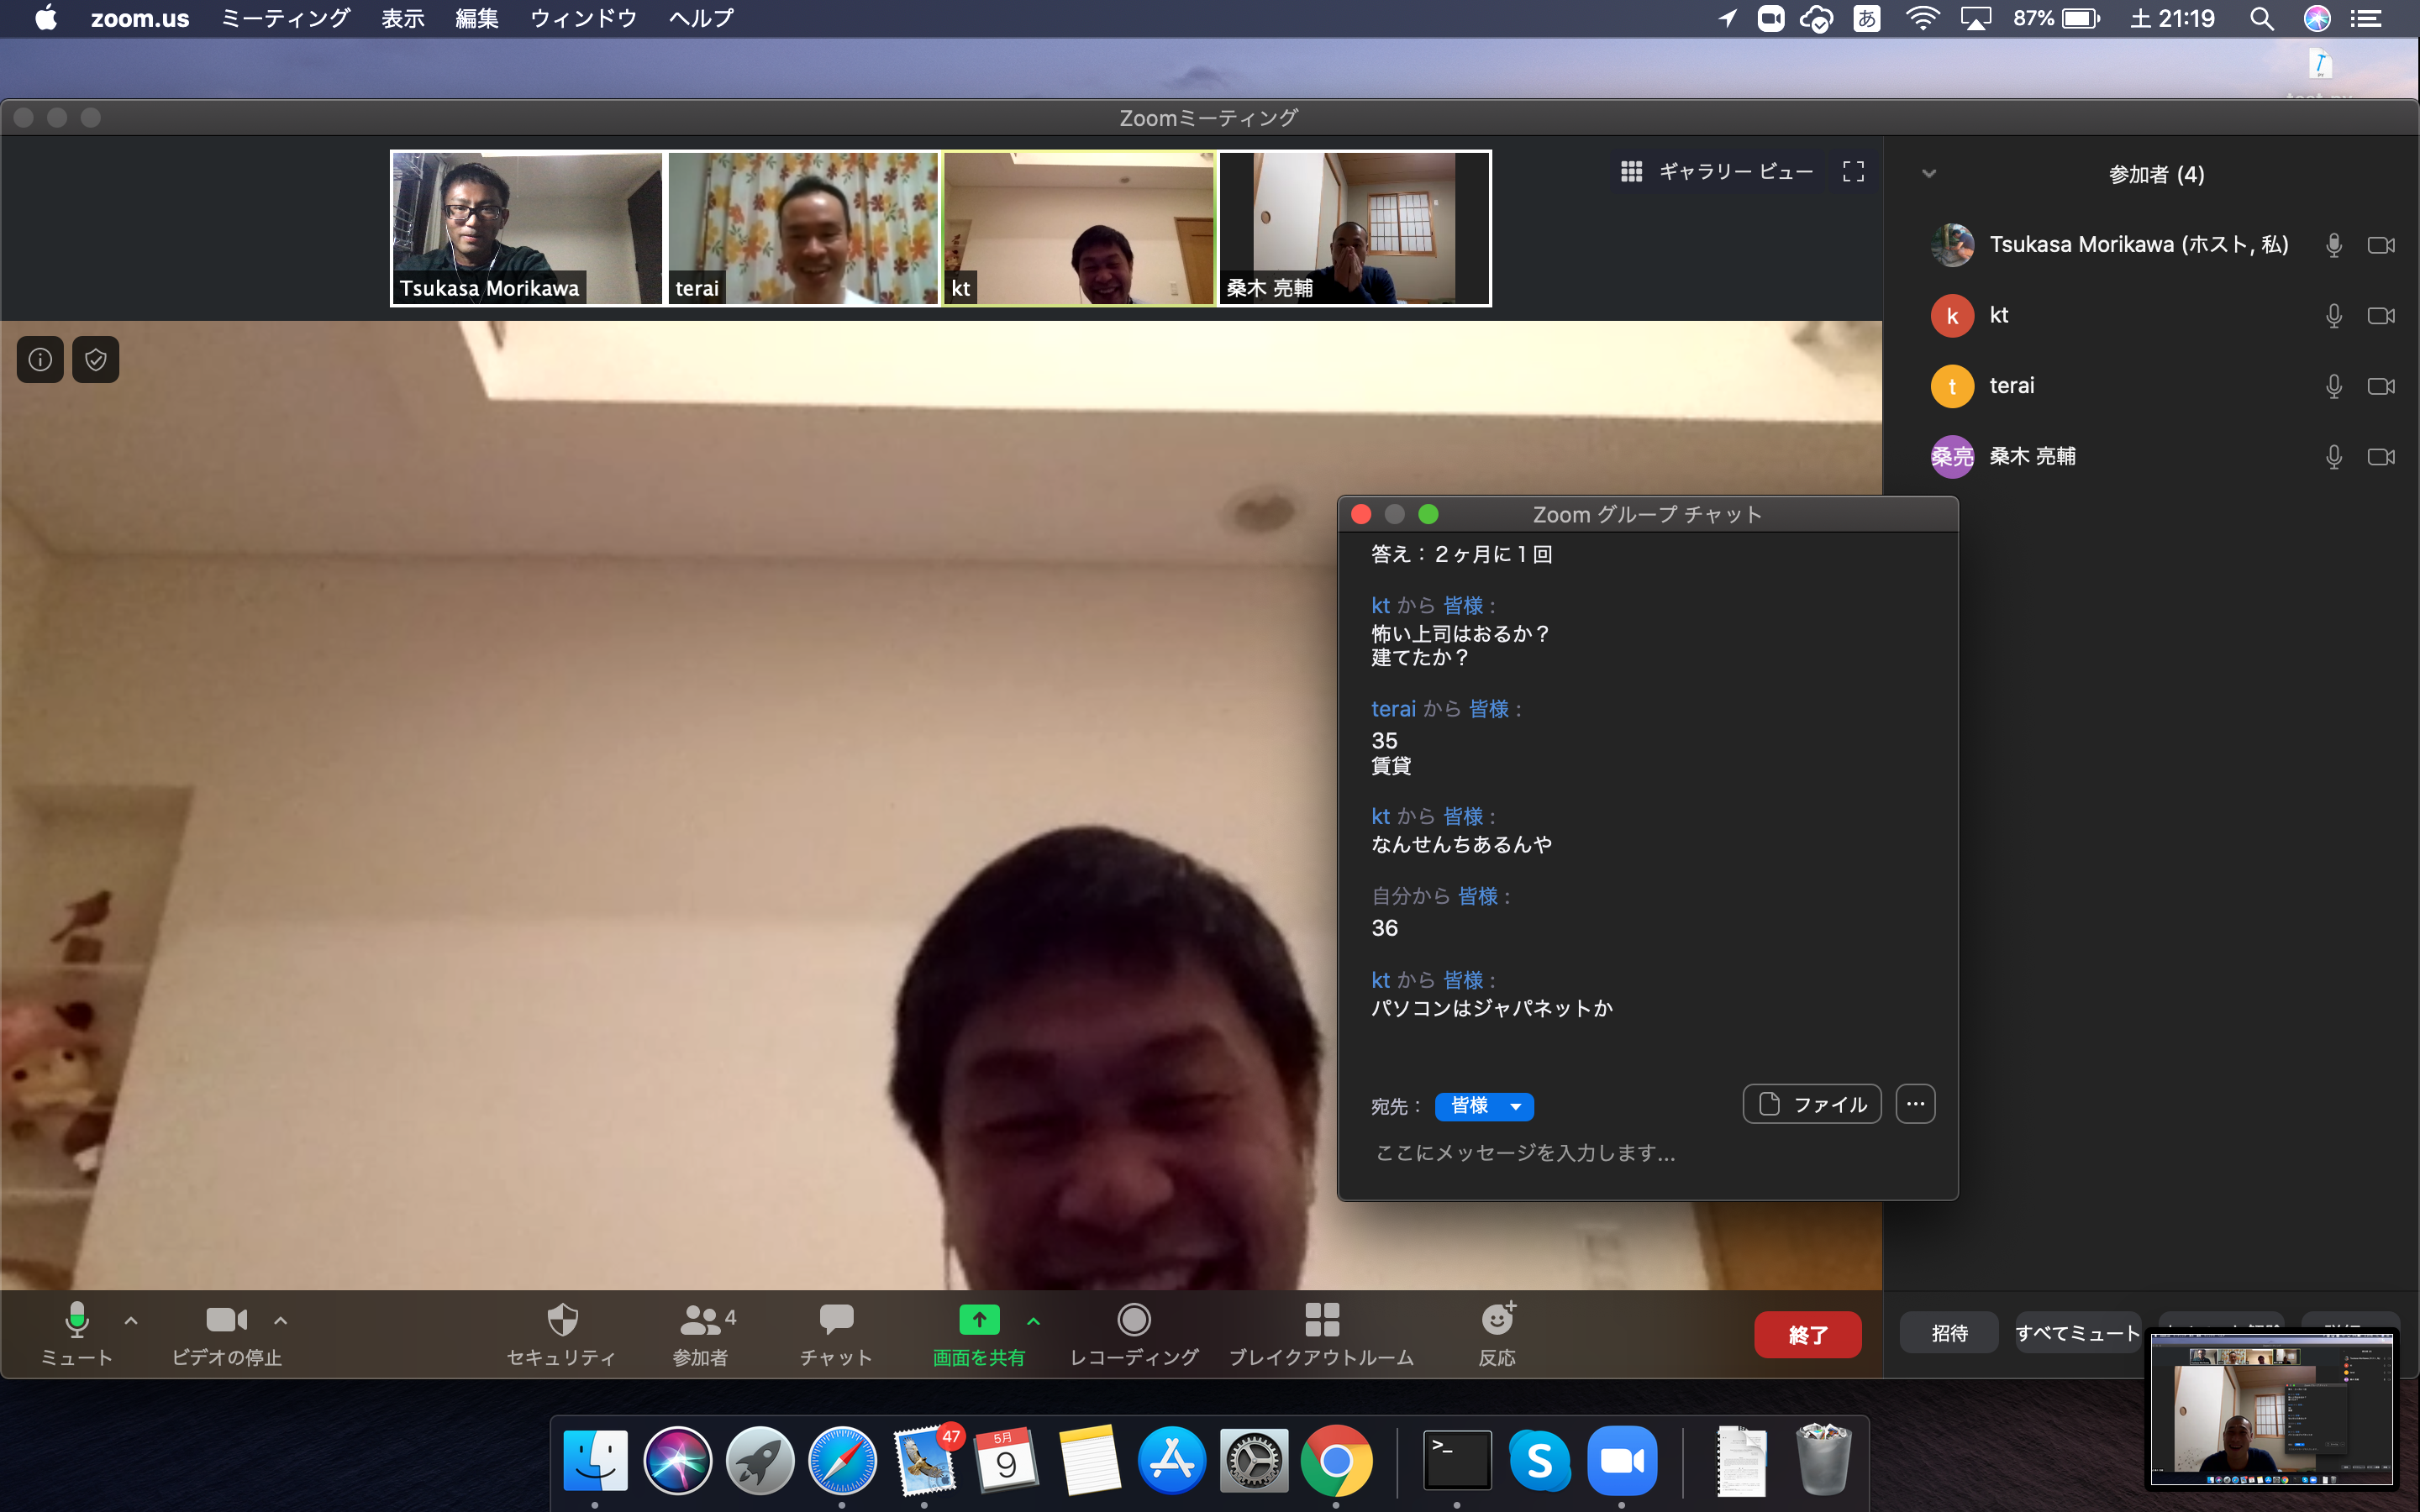 zoom.us ミーティング 表示 編集 ウィンドウ ヘルプ
あ 87% 土 21:19
Zoomミーティング
Tsukasa Morikawa
terai
kt
桑木 亮輔
ギャラリー ビュー
参加者 (4)
Tsukasa Morikawa (ホスト, 私)
k kt
t terai
桑亮 桑木 亮輔
Zoom グループ チャット
答え：２ヶ月に１回
kt から 皆様 :
怖い上司はおるか？
建てたか？
terai から 皆様 :
35
賃貸
kt から 皆様 :
なんせんちあるんや
自分から 皆様 :
36
kt から 皆様 :
パソコンはジャパネットか
宛先： 皆様
ファイル
ここにメッセージを入力します...
ミュート
ビデオの停止
セキュリティ
4
参加者
チャット
画面を共有
レコーディング
ブレイクアウトルーム
反応
終了
招待
すべてミュート
47
5月
9
>_
S